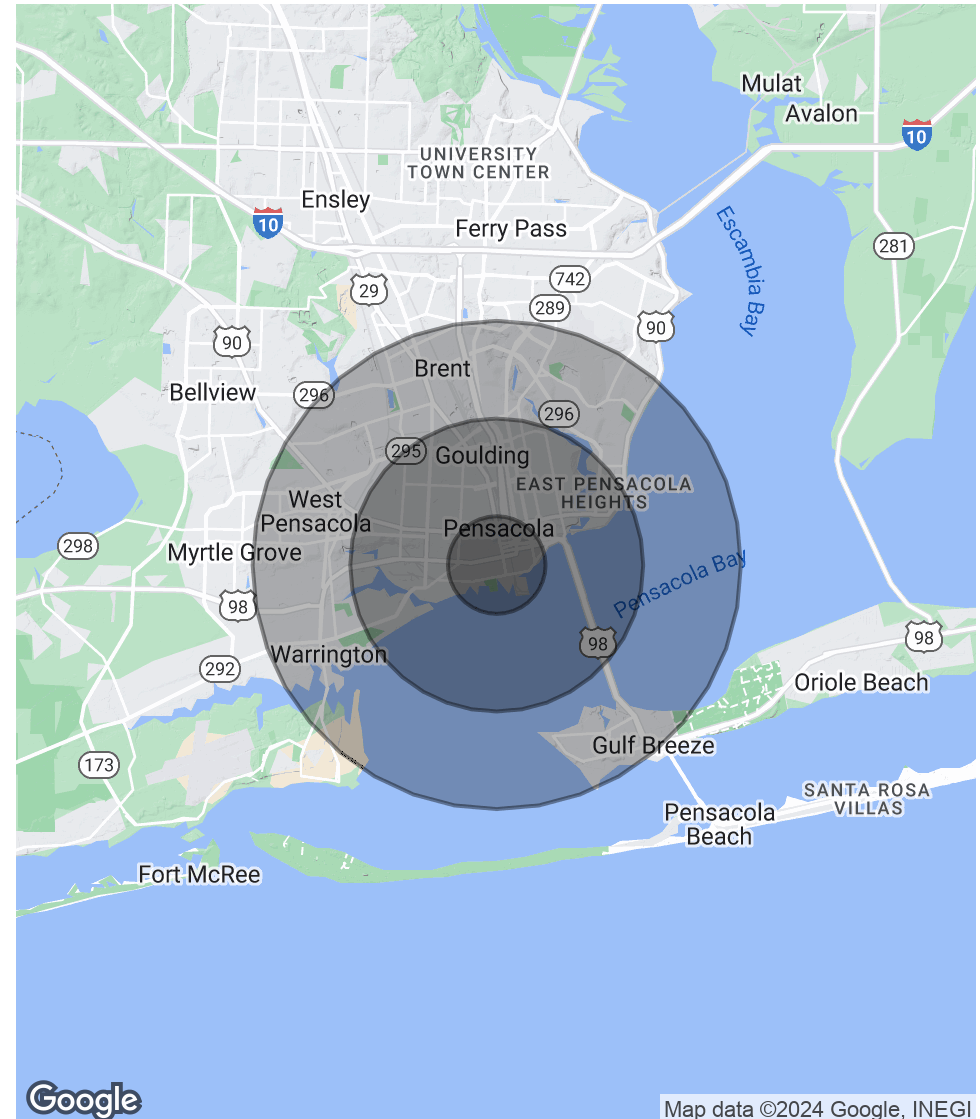 Mulat
Avalon
10
UNIVERSITY
TOWN CENTER
Ensley
10
Ferry Pass
Escambia Bay
281
742
29
289
90
90
Brent
Bellview
296
296
295
Goulding
EAST PENSACOLA
HEIGHTS
West
Pensacola
Pensacola
298
Myrtle Grove
Pensacola Bay
98
98
98
292
Warrington
Oriole Beach
173
Gulf Breeze
SANTA ROSA
VILLAS
Pensacola
Beach
Fort McRee
Google
Map data ©2024 Google, INEGI